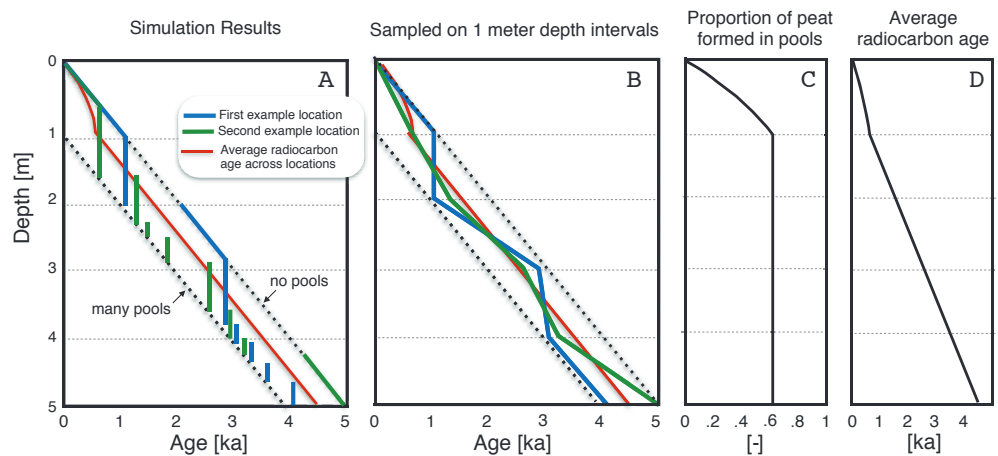 Simulation Results
Sampled on 1 meter depth intervals
Proportion of peat
formed in pools
Average
radiocarbon age
A
B
C
D
First example location
Second example location
Average radiocarbon
age across locations
no pools
many pools
Depth [m]
0
1
2
3
4
5
0 1 2 3 4 5
Age [ka]
0 1 2 3 4 5
Age [ka]
0 .2 .4 .6 .8 1
[-]
0 1 2 3 4
[ka]